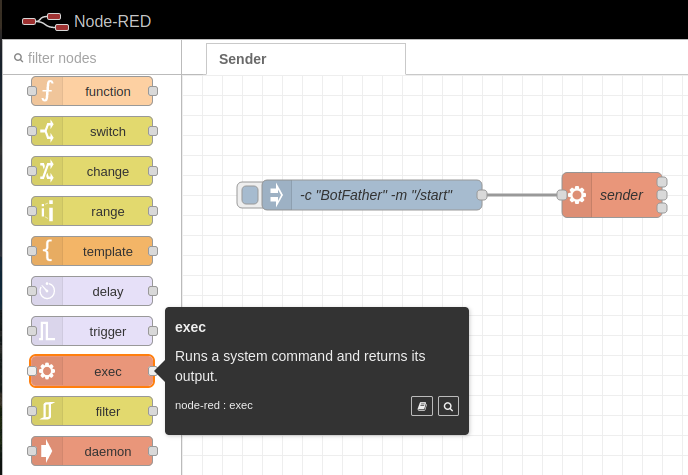 Node-RED
filter nodes
Sender
function
switch
change
range
template
delay
trigger
exec
filter
daemon
-c "BotFather" -m "/start"
sender
exec
Runs a system command and returns its
output.
node-red : exec